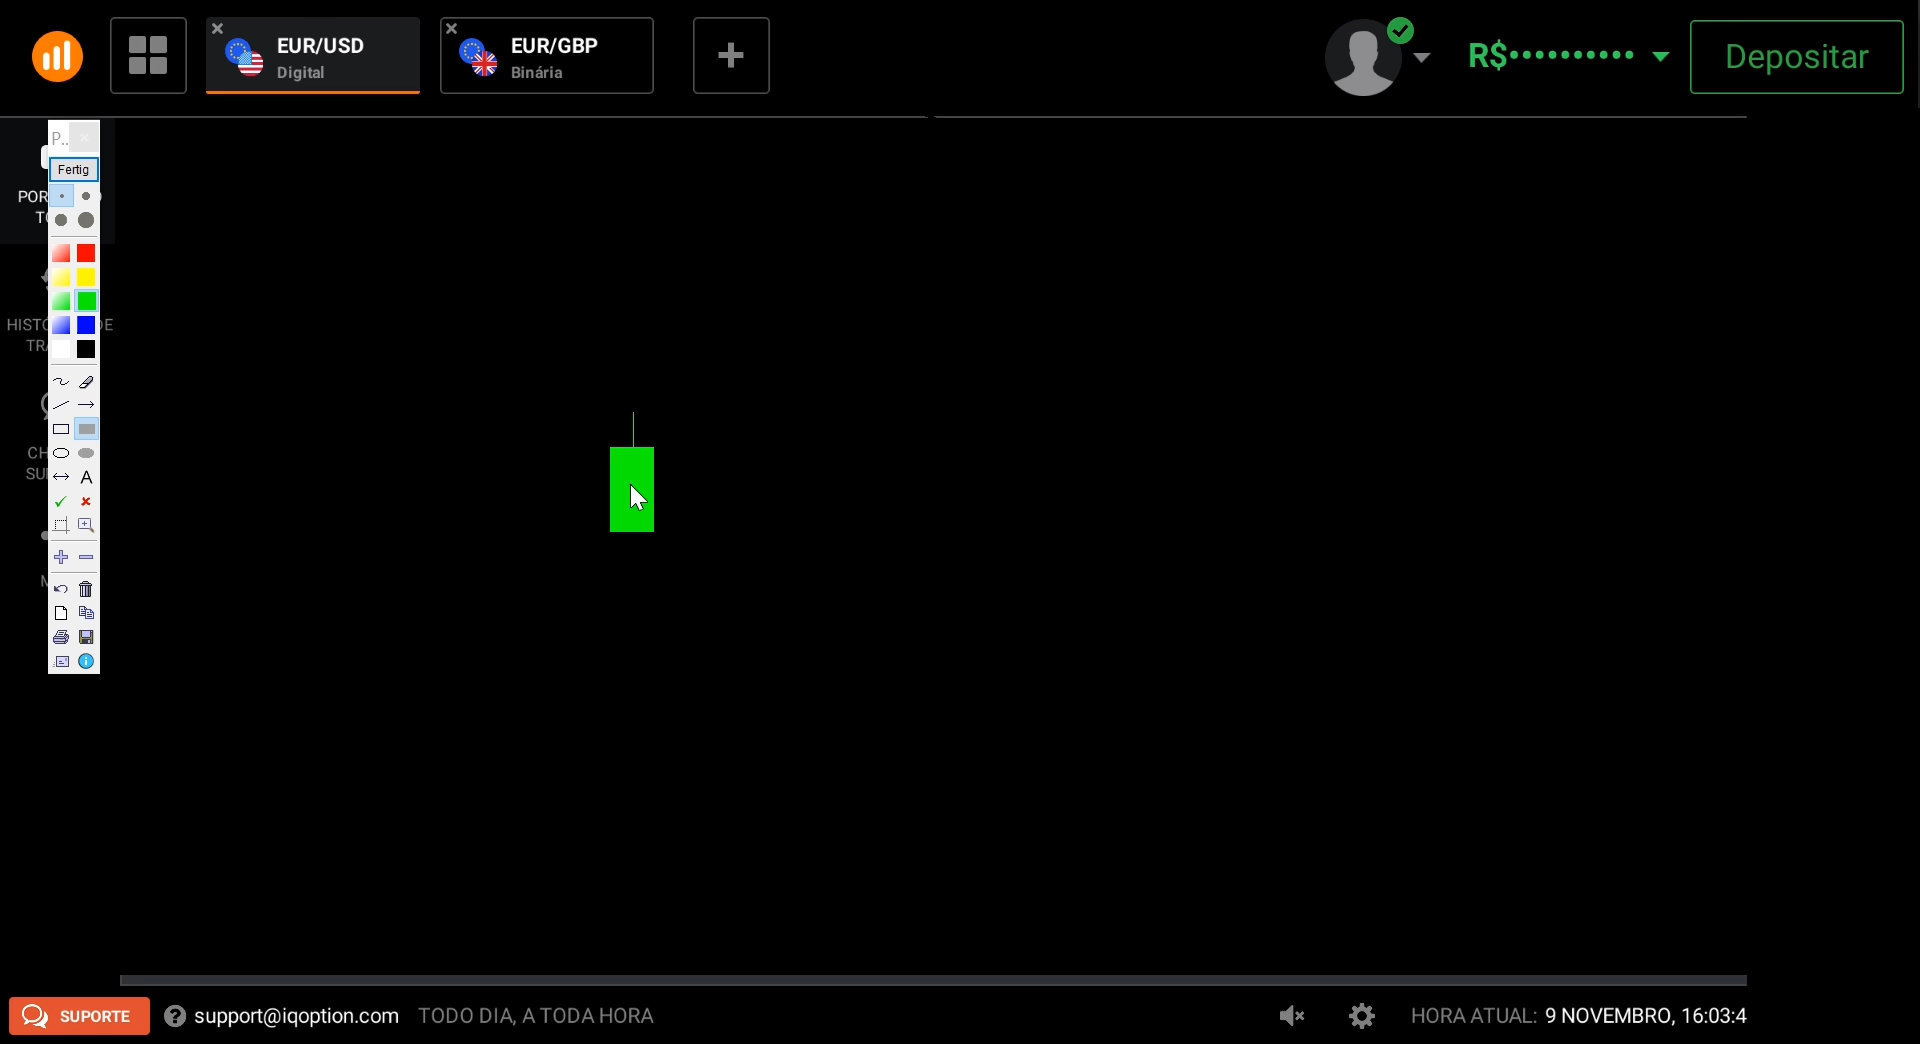 EUR/USD
Digital
EUR/GBP
Binária
R$••••••••••
Depositar
P..
Fertig
A
SUPORTE
support@iqoption.com
TODO DIA, A TODA HORA
HORA ATUAL: 9 NOVEMBRO, 16:03:4